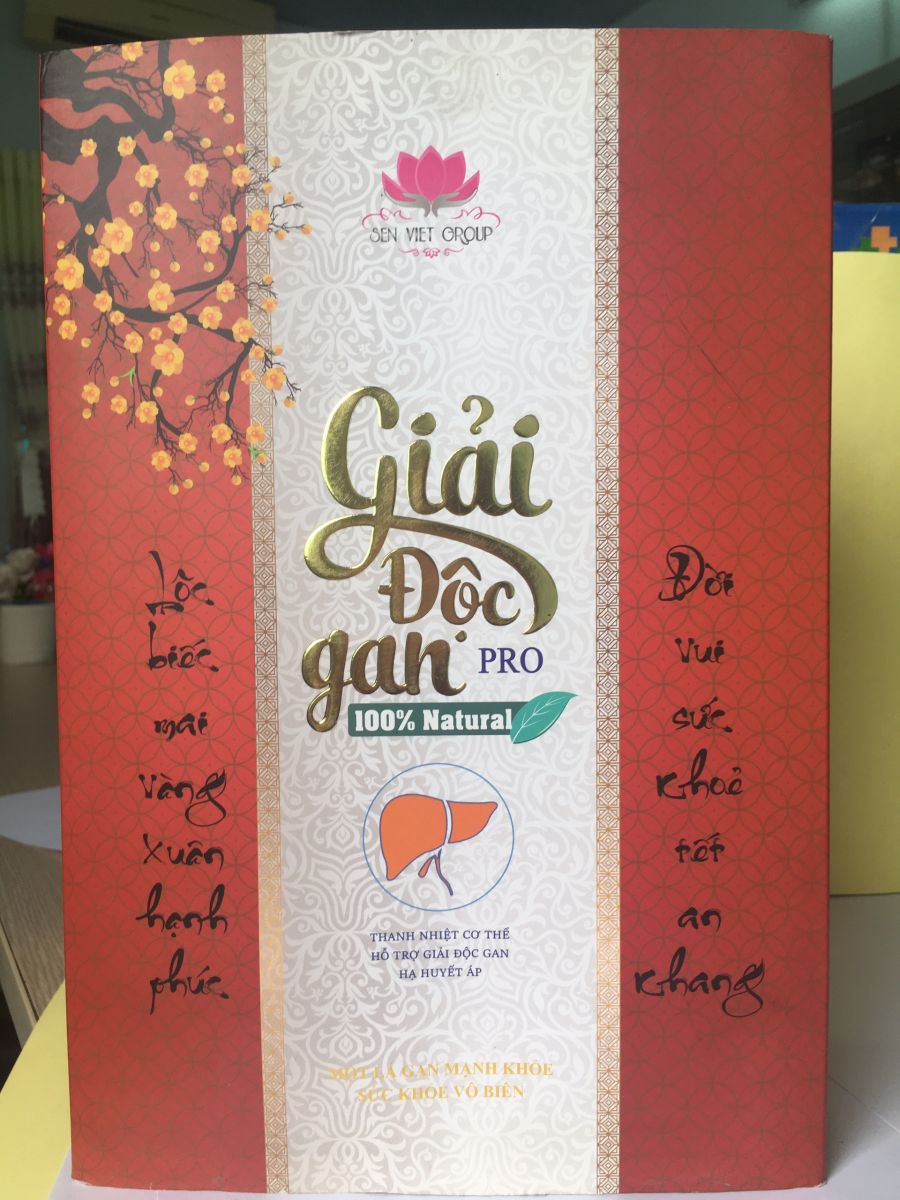 SEN VIET GROUP
Giải
Độc
gan PRO
100% Natural
Lộc
biếc
mai
vàng
xuân
hạnh
phúc
Đời
vui
sức
khoẻ
tết
an
khang
THANH NHIỆT CƠ THỂ
HỖ TRỢ GIẢI ĐỘC GAN
HẠ HUYẾT ÁP
MỘT LÁ GAN MẠNH KHỎE
SỨC KHỎE VÔ BIÊN